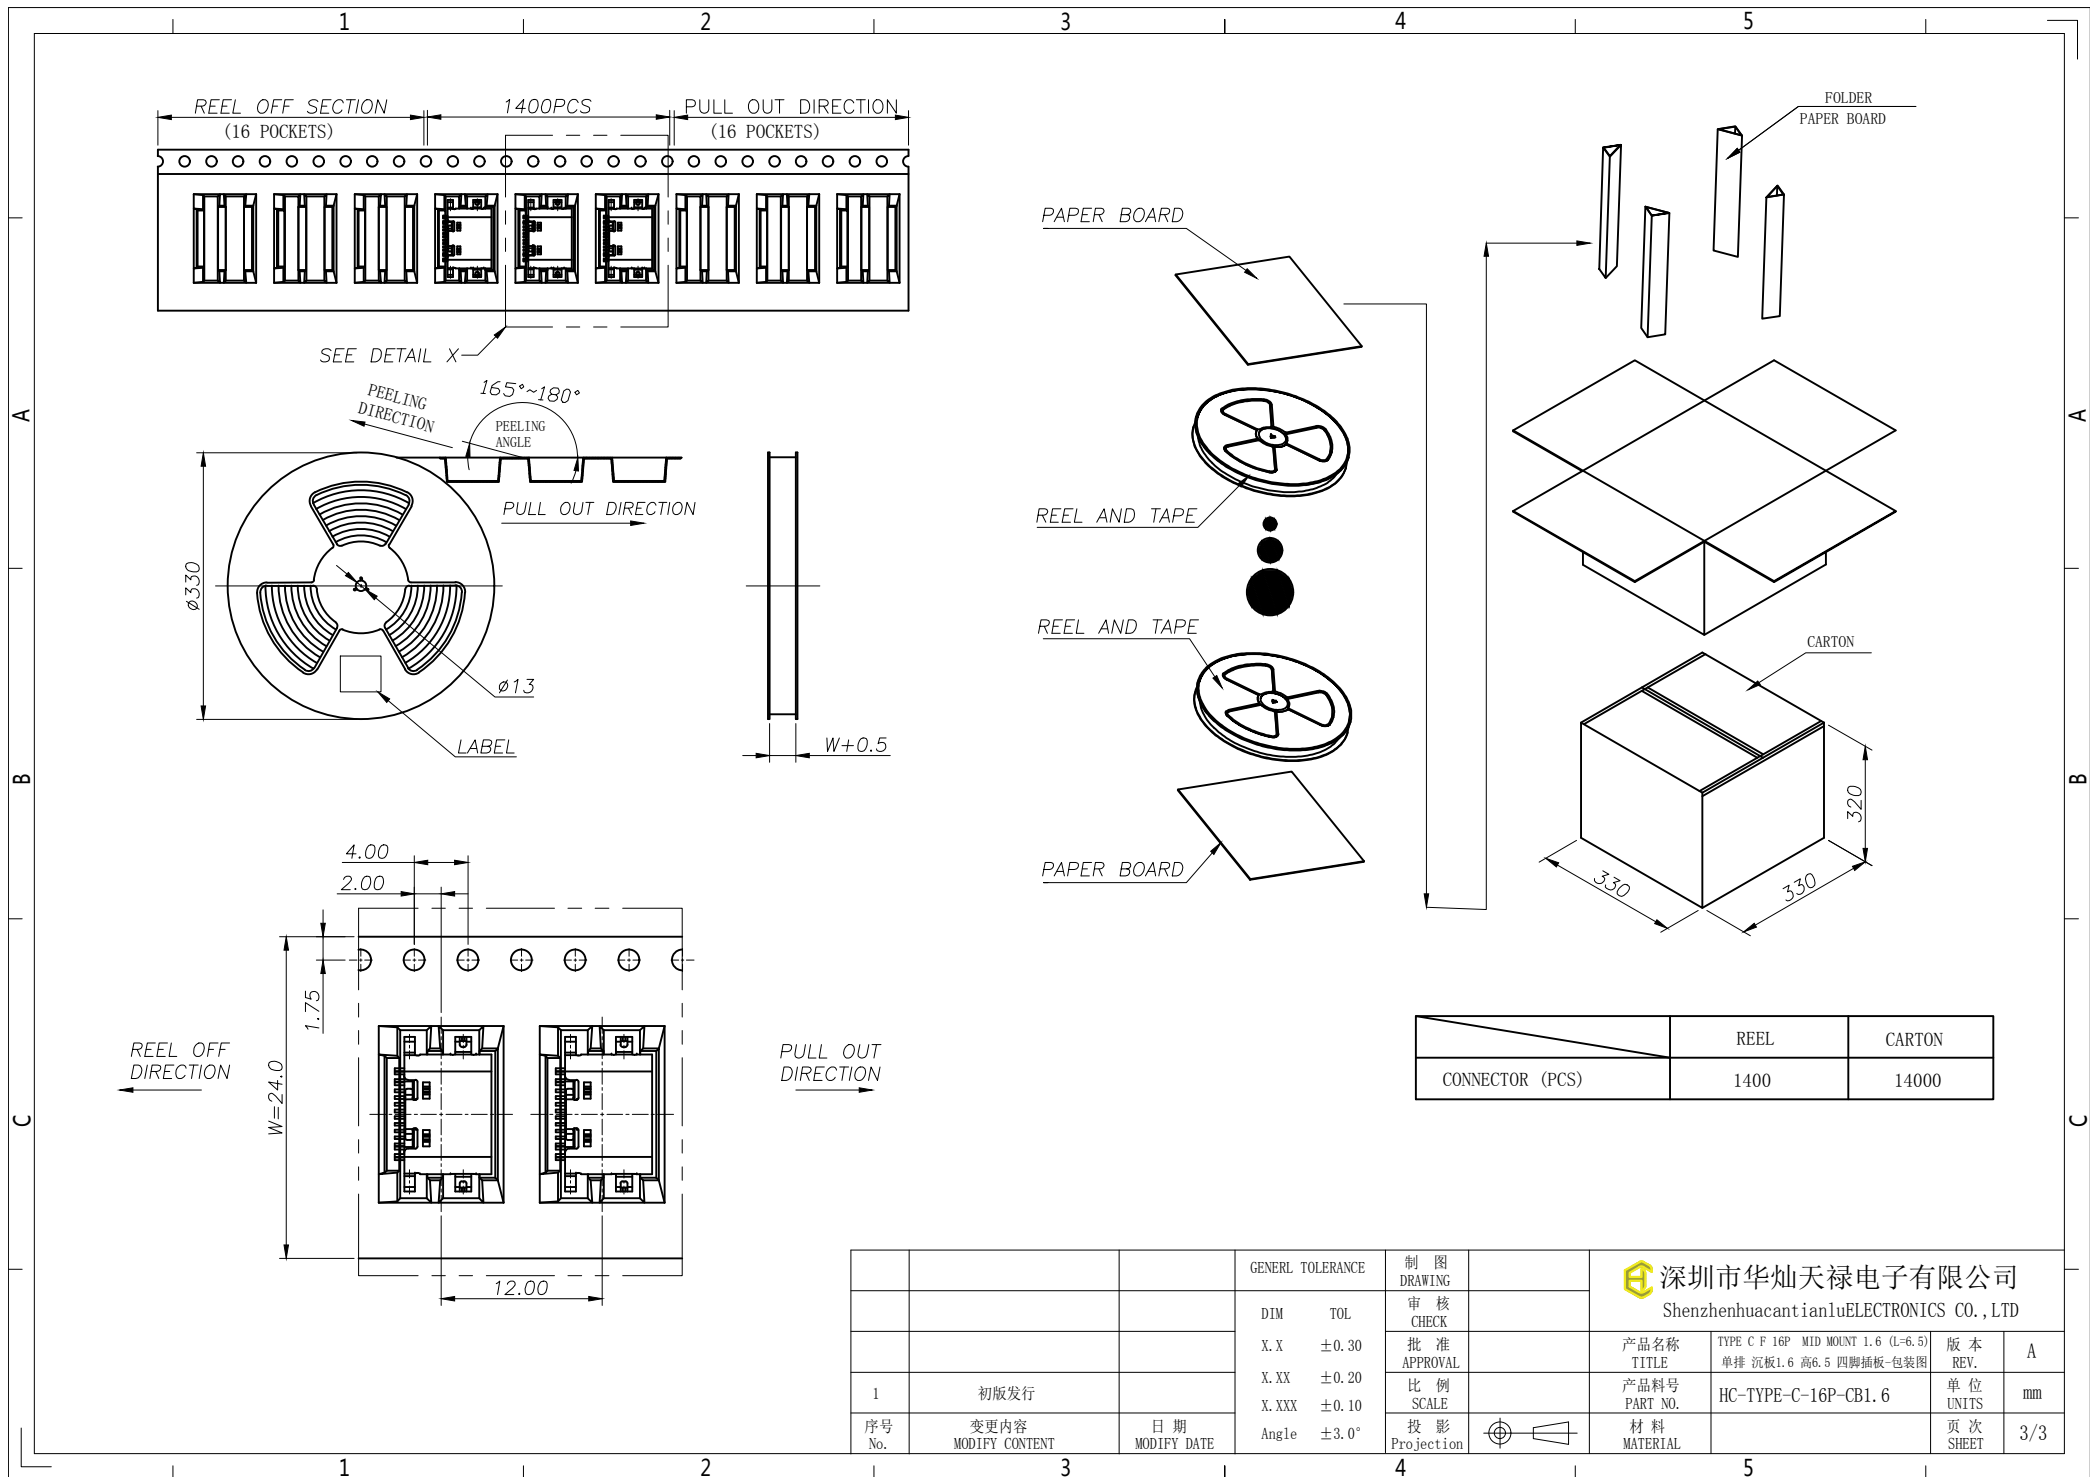 1 2 3 4 5
REEL OFF SECTION
(16 POCKETS)
1400PCS
PULL OUT DIRECTION
(16 POCKETS)
SEE DETAIL X
PEELING
DIRECTION
165°~180°
PEELING
ANGLE
PULL OUT DIRECTION
ø330
ø13
LABEL
W+0.5
PAPER BOARD
REEL AND TAPE
REEL AND TAPE
PAPER BOARD
FOLDER
PAPER BOARD
CARTON
320
330
330
A
A
B
B
C
C
4.00
2.00
1.75
W=24.0
12.00
REEL OFF
DIRECTION
PULL OUT
DIRECTION
REEL CARTON
CONNECTOR (PCS) 1400 14000
1 初版发行
序号 变更内容 日 期
No. MODIFY CONTENT MODIFY DATE
GENERL TOLERANCE
DIM TOL
X.X ±0.30
X.XX ±0.20
X.XXX ±0.10
Angle ±3.0°
制 图
DRAWING
审 核
CHECK
批 准
APPROVAL
比 例
SCALE
投 影
Projection
深圳市华灿天禄电子有限公司
ShenzhenhuacantianluELECTRONICS CO.,LTD
产品名称
TITLE
TYPE C F 16P MID MOUNT 1.6 (L=6.5)
单排 沉板1.6 高6.5 四脚插板-包装图
版 本
REV.
A
产品料号
PART NO.
HC-TYPE-C-16P-CB1.6
单 位
UNITS
mm
材 料
MATERIAL
页 次
SHEET
3/3
1 2 3 4 5